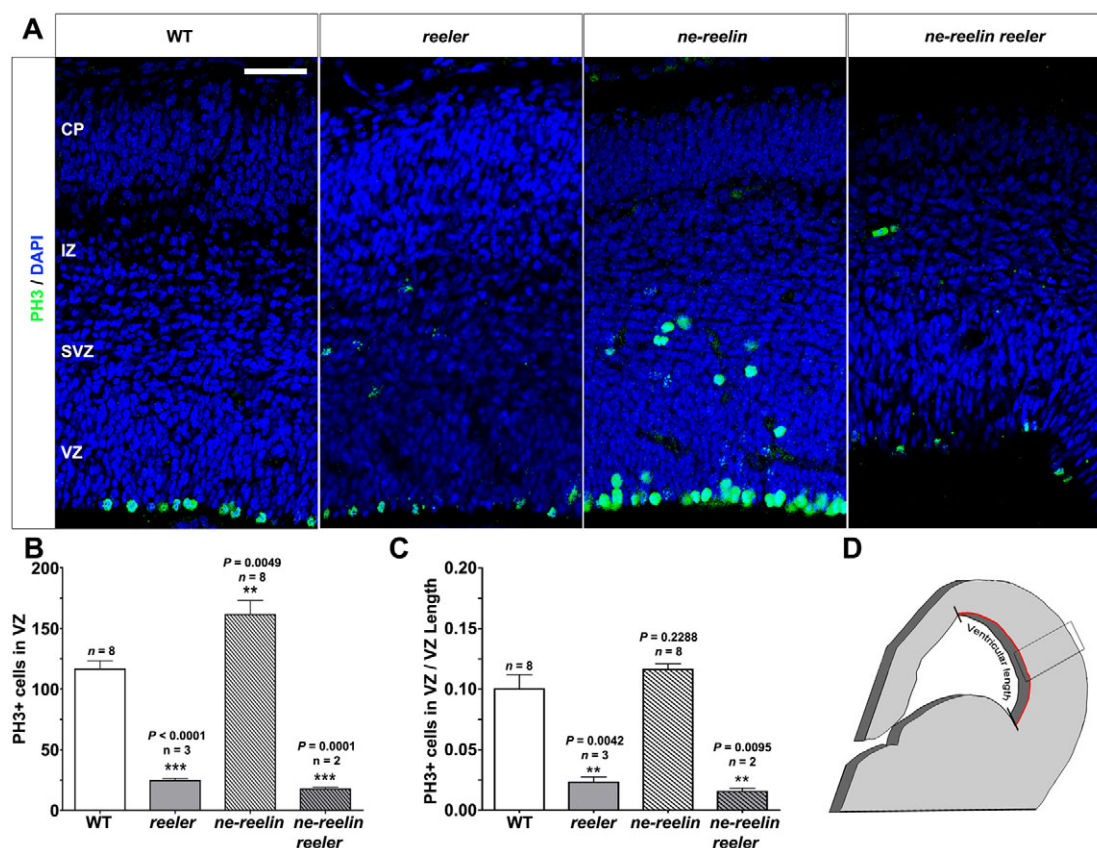 A
WT
reeler
ne-reelin
ne-reelin reeler
PH3 / DAPI
CP
IZ
SVZ
VZ
B
PH3+ cells in VZ
200
150
100
50
0
n = 8
P < 0.0001
n = 3
***
P = 0.0049
n = 8
**
P = 0.0001
n = 2
***
WT
reeler
ne-reelin
ne-reelin
reeler
C
PH3+ cells in VZ / VZ Length
0.20
0.15
0.10
0.05
0.00
n = 8
P = 0.0042
n = 3
**
P = 0.2288
n = 8
P = 0.0095
n = 2
**
WT
reeler
ne-reelin
ne-reelin
reeler
D
Ventricular length